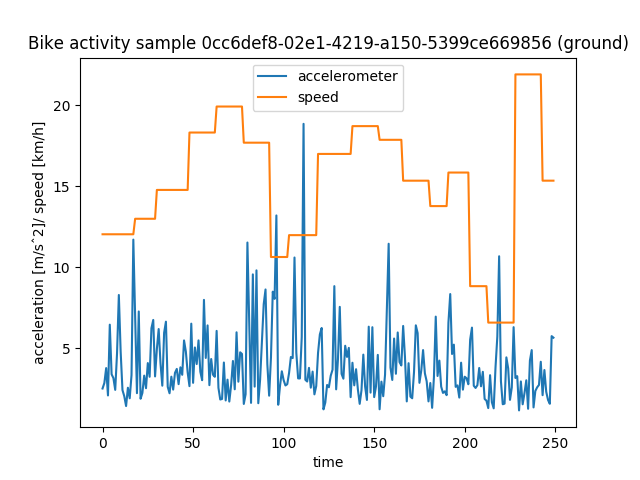 Bike activity sample 0cc6def8-02e1-4219-a150-5399ce669856 (ground)
accelerometer
speed
acceleration [m/s^2]/ speed [km/h]
20
15
10
5
0
50
100
150
200
250
time